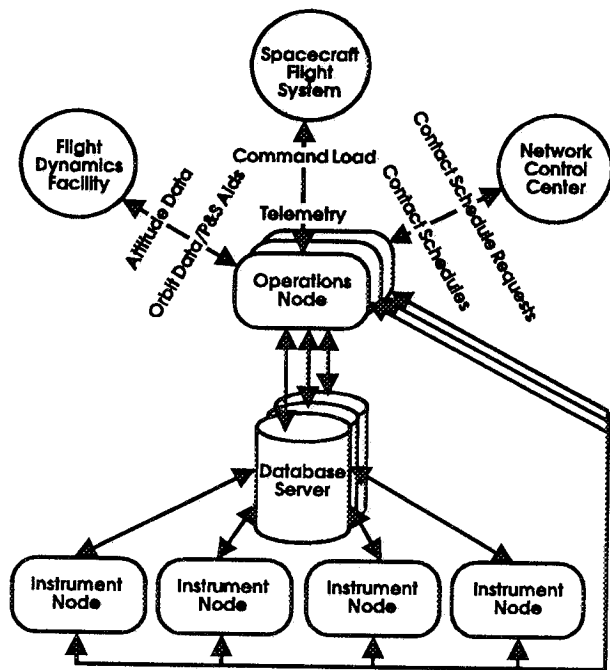 Spacecraft
Flight
System
Flight
Dynamics
Facility
Network
Control
Center
Command Load
Telemetry
Attitude Data
Orbit Data/P&S Aids
Contact Schedule Requests
Contact Schedules
Operations
Node
Database
Server
Instrument
Node
Instrument
Node
Instrument
Node
Instrument
Node